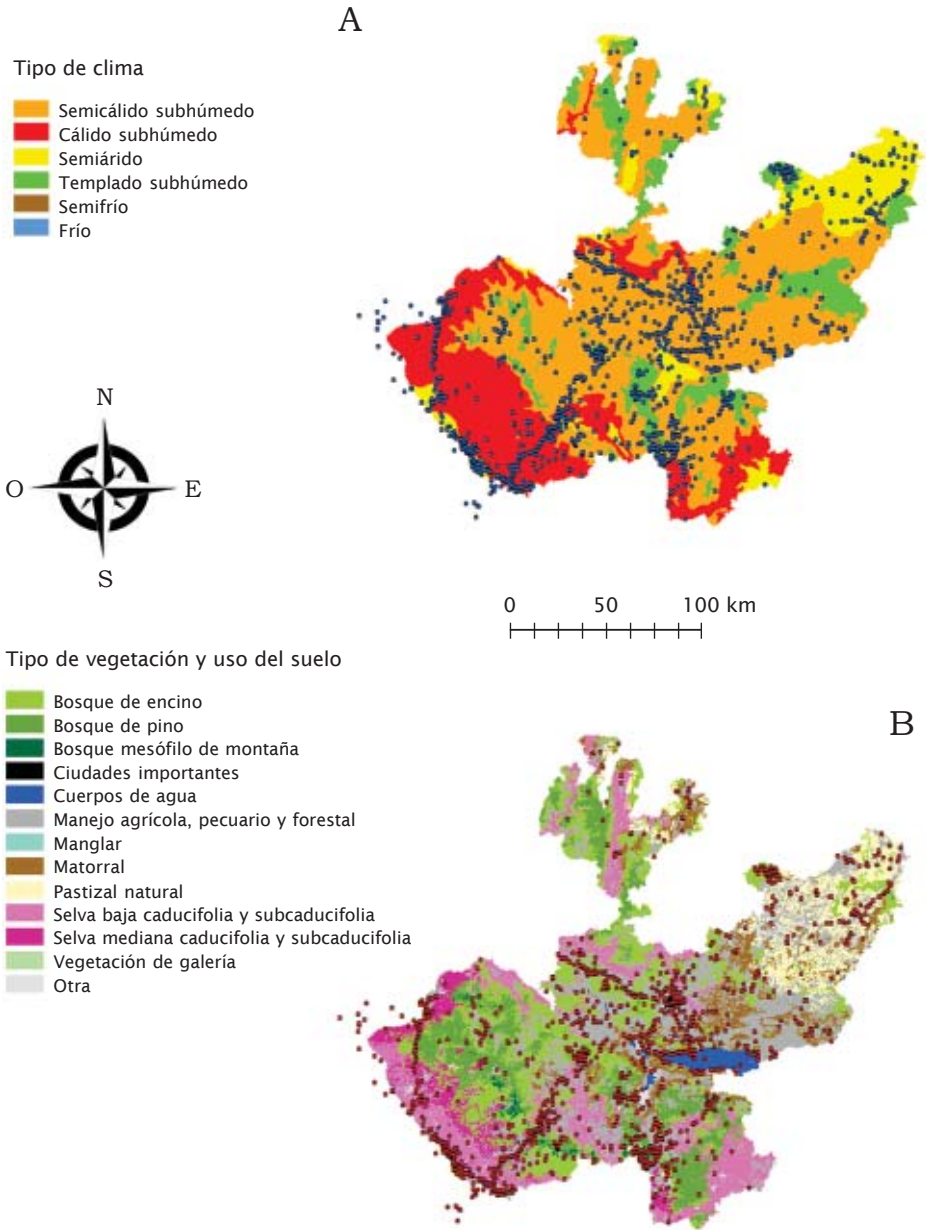 A
Tipo de clima
Semicálido subhúmedo
Cálido subhúmedo
Semiárido
Templado subhúmedo
Semifrío
Frío
N
O
E
S
0 50 100 km
Tipo de vegetación y uso del suelo
B
Bosque de encino
Bosque de pino
Bosque mesófilo de montaña
Ciudades importantes
Cuerpos de agua
Manejo agrícola, pecuario y forestal
Manglar
Matorral
Pastizal natural
Selva baja caducifolia y subcaducifolia
Selva mediana caducifolia y subcaducifolia
Vegetación de galería
Otra